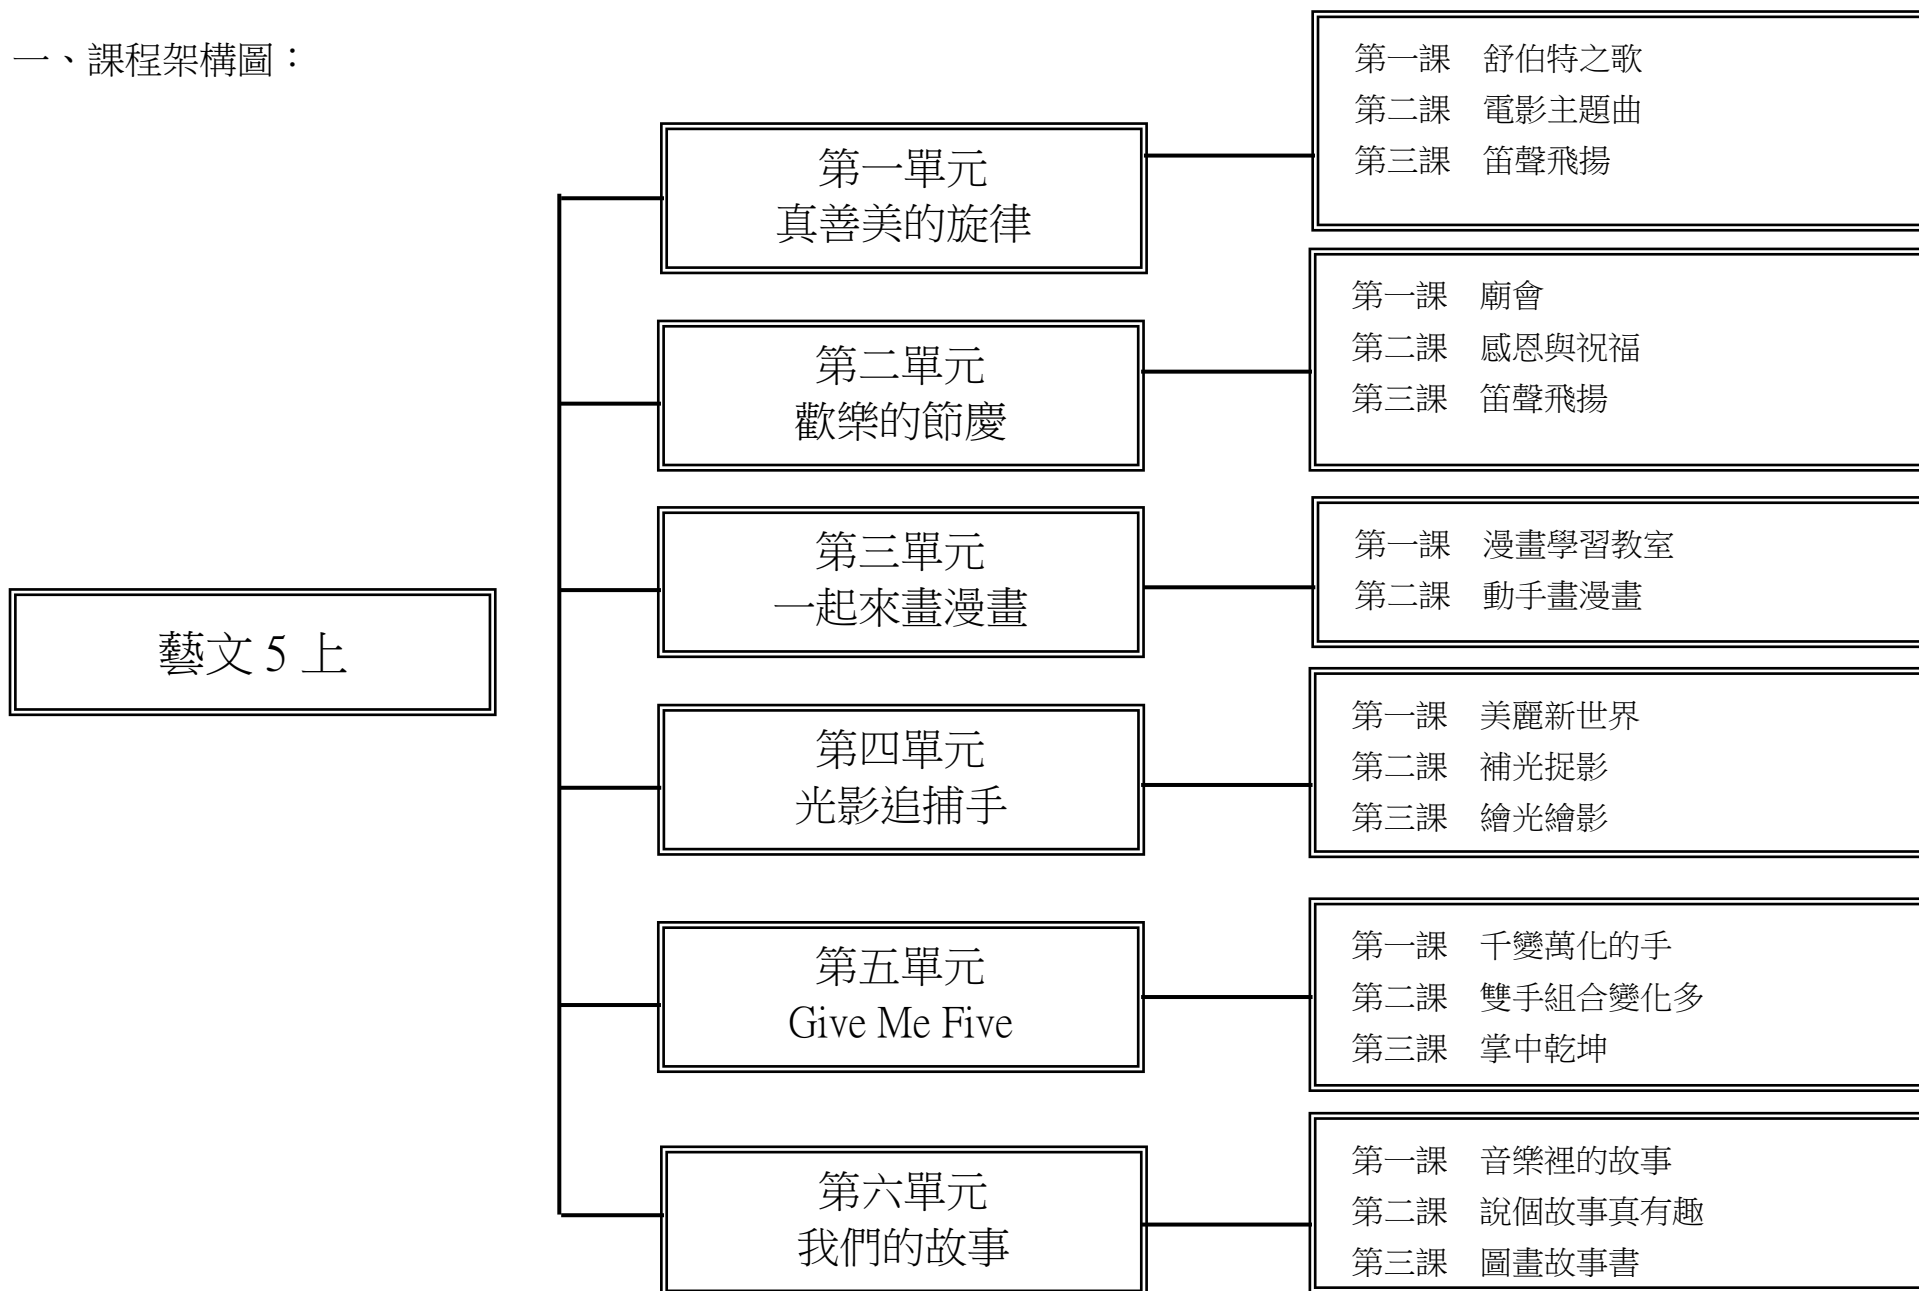 一、課程架構圖：
藝文 5 上
第一單元
真善美的旋律
第一課　舒伯特之歌
第二課　電影主題曲
第三課　笛聲飛揚
第二單元
歡樂的節慶
第一課　廟會
第二課　感恩與祝福
第三課　笛聲飛揚
第三單元
一起來畫漫畫
第一課　漫畫學習教室
第二課　動手畫漫畫
第四單元
光影追捕手
第一課　美麗新世界
第二課　補光捉影
第三課　繪光繪影
第五單元
Give Me Five
第一課　千變萬化的手
第二課　雙手組合變化多
第三課　掌中乾坤
第六單元
我們的故事
第一課　音樂裡的故事
第二課　說個故事真有趣
第三課　圖畫故事書